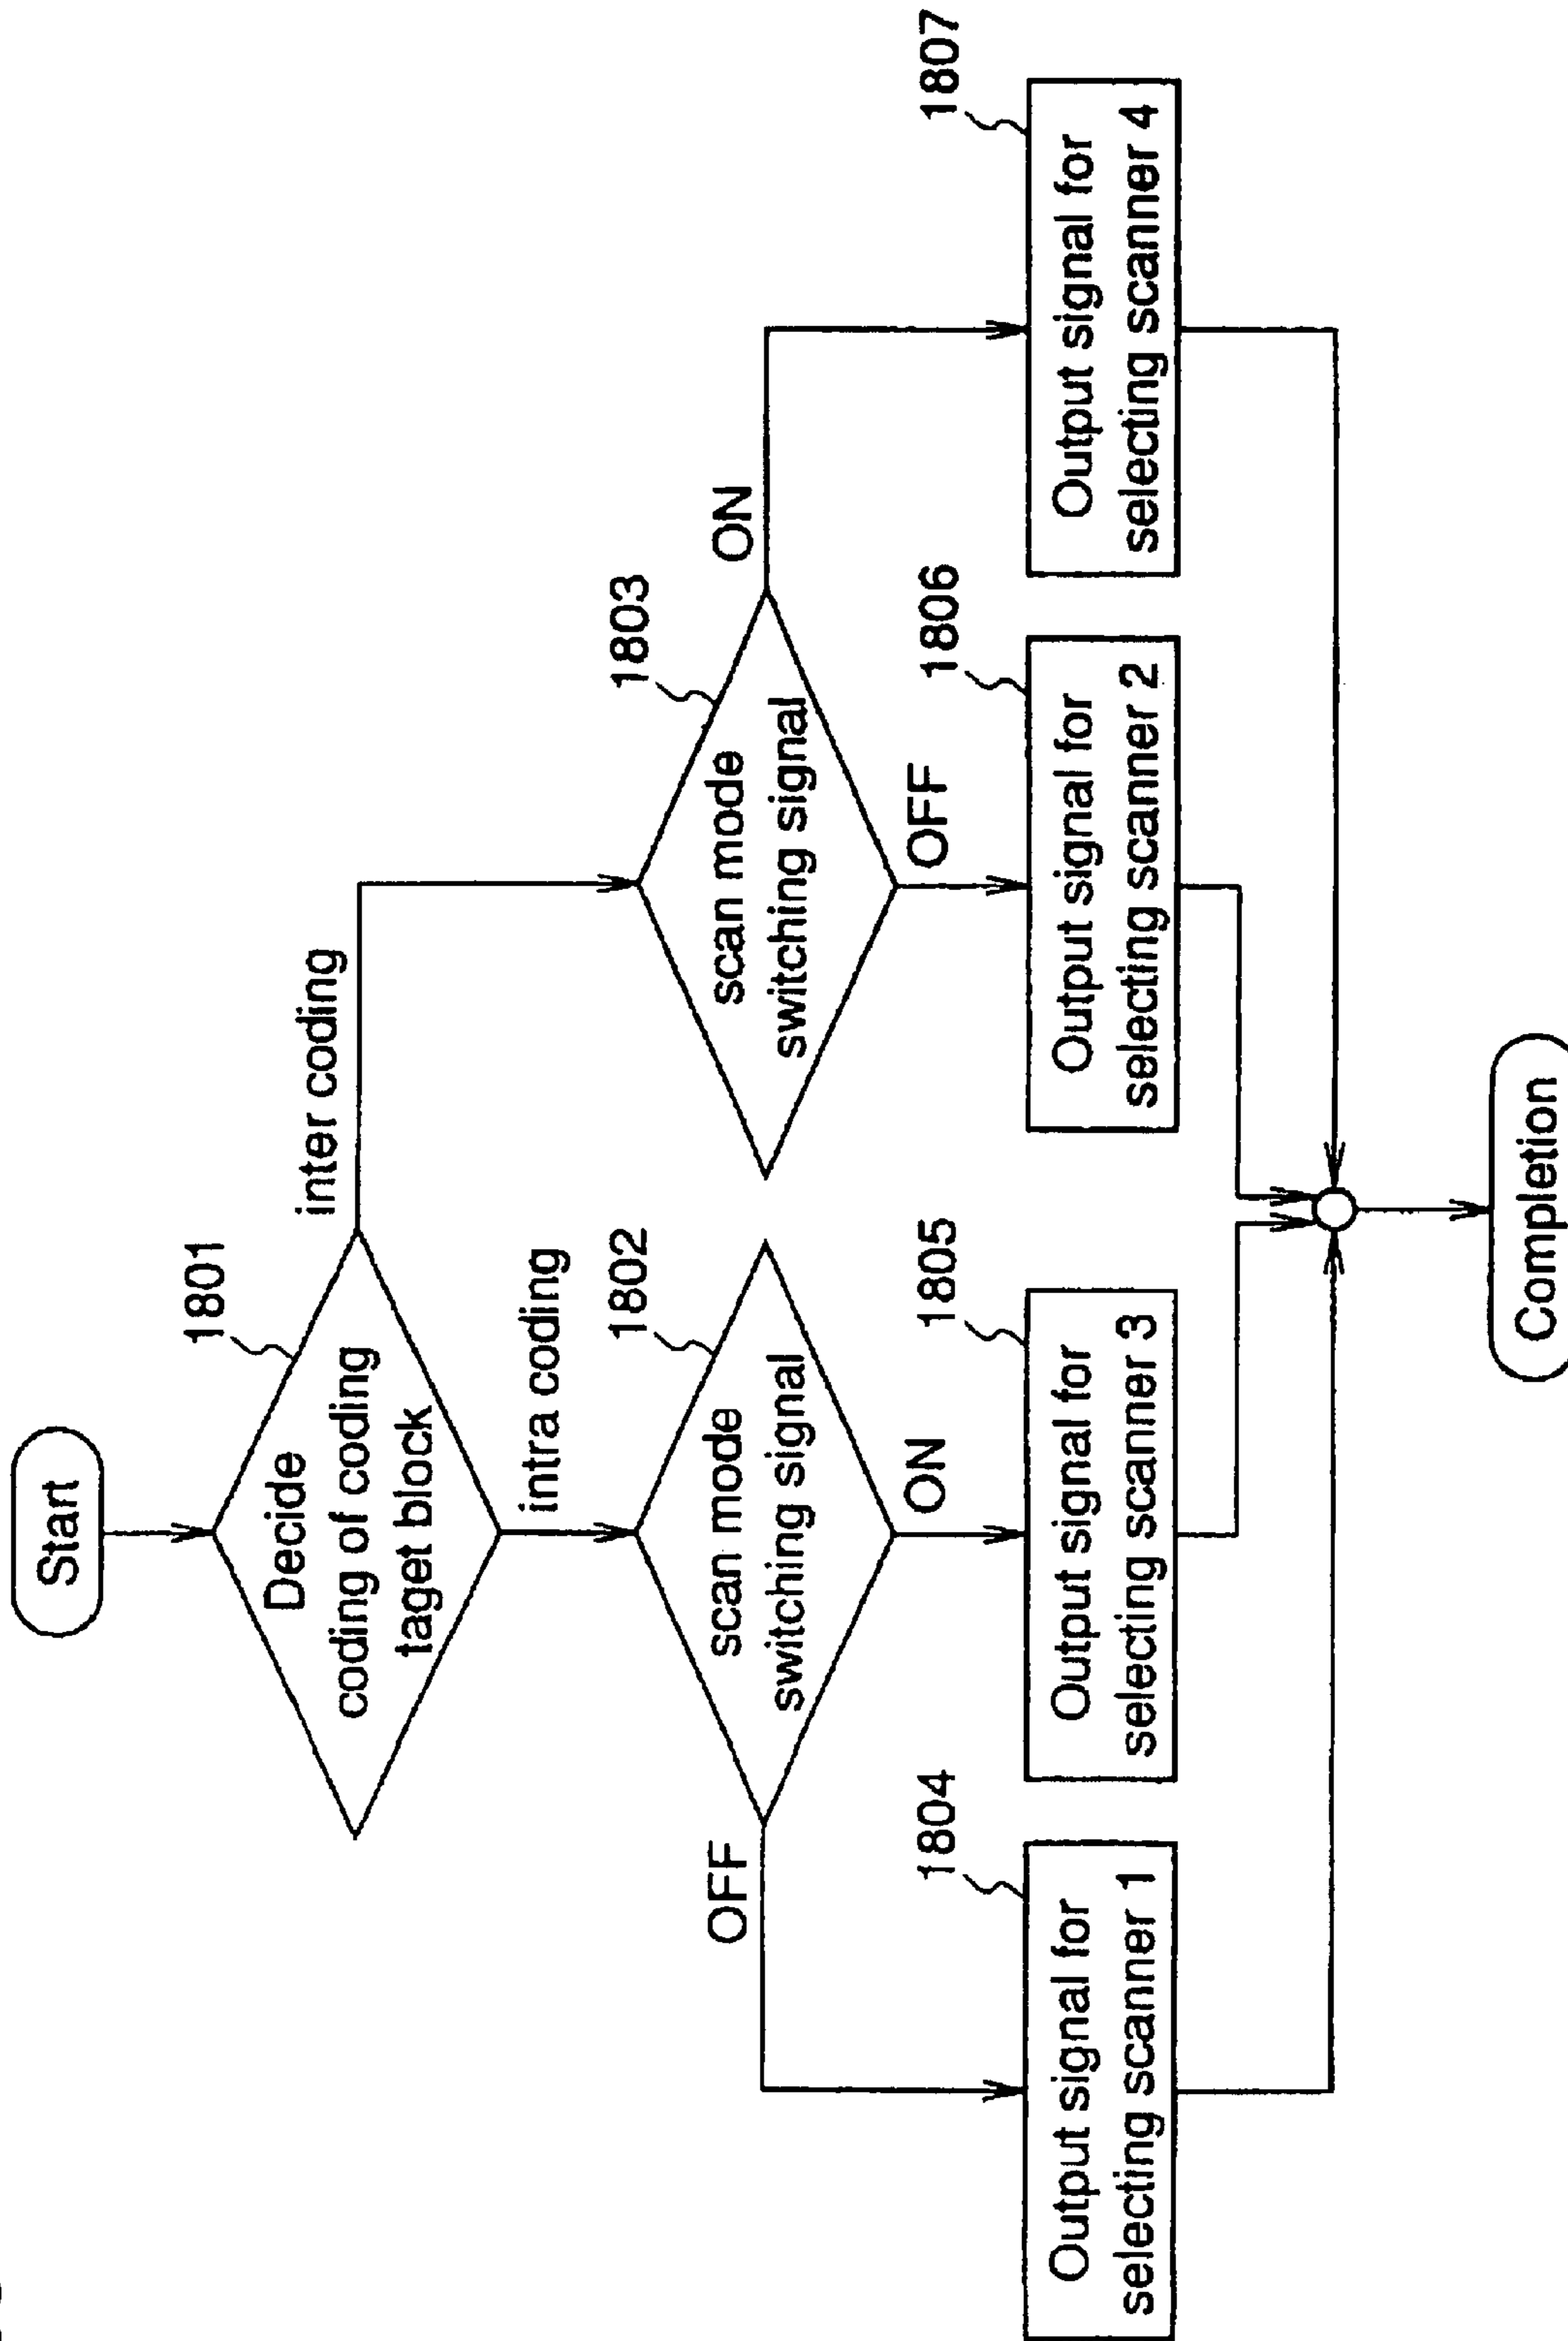 Start
1801
Decide
coding of coding
taget block
inter coding
intra coding
1802
scan mode
switching signal
1803
scan mode
switching signal
OFF
ON
OFF
ON
1804
Output signal for
selecting scanner 1
1805
Output signal for
selecting scanner 3
1806
Output signal for
selecting scanner 2
1807
Output signal for
selecting scanner 4
Completion